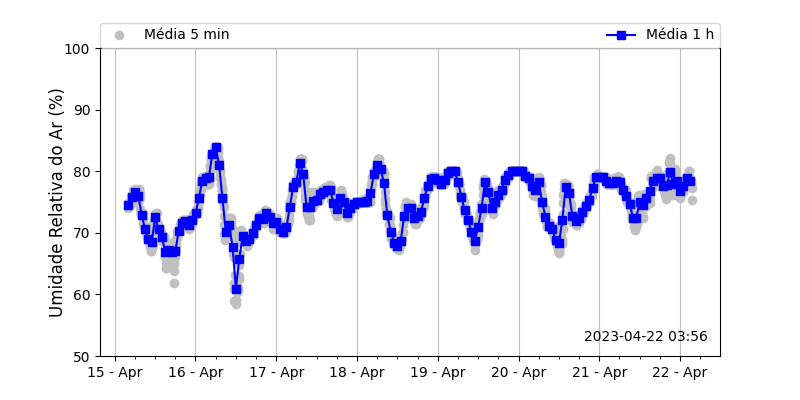 Média 5 min
Média 1 h
Umidade Relativa do Ar (%)
100
90
80
70
60
50
2023-04-22 03:56
15 - Apr
16 - Apr
17 - Apr
18 - Apr
19 - Apr
20 - Apr
21 - Apr
22 - Apr